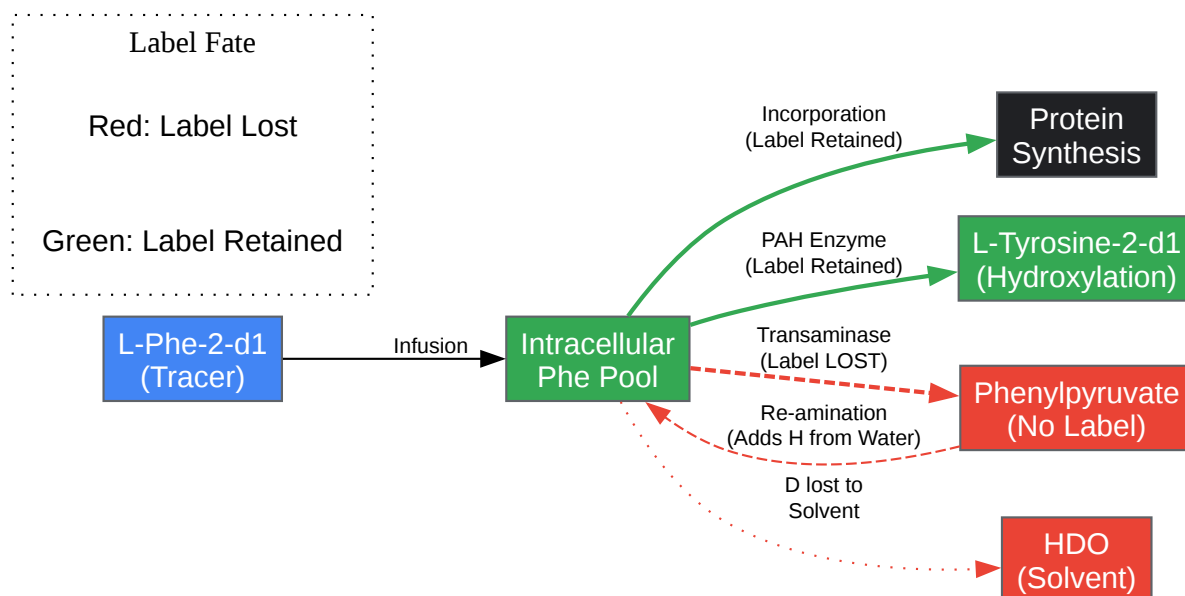 Label Fate
Red: Label Lost
Green: Label Retained
L-Phe-2-d1
(Tracer)
Infusion
Intracellular
Phe Pool
Incorporation
(Label Retained)
Protein
Synthesis
PAH Enzyme
(Label Retained)
L-Tyrosine-2-d1
(Hydroxylation)
Transaminase
(Label LOST)
Phenylpyruvate
(No Label)
Re-amination
(Adds H from Water)
D lost to
Solvent
HDO
(Solvent)